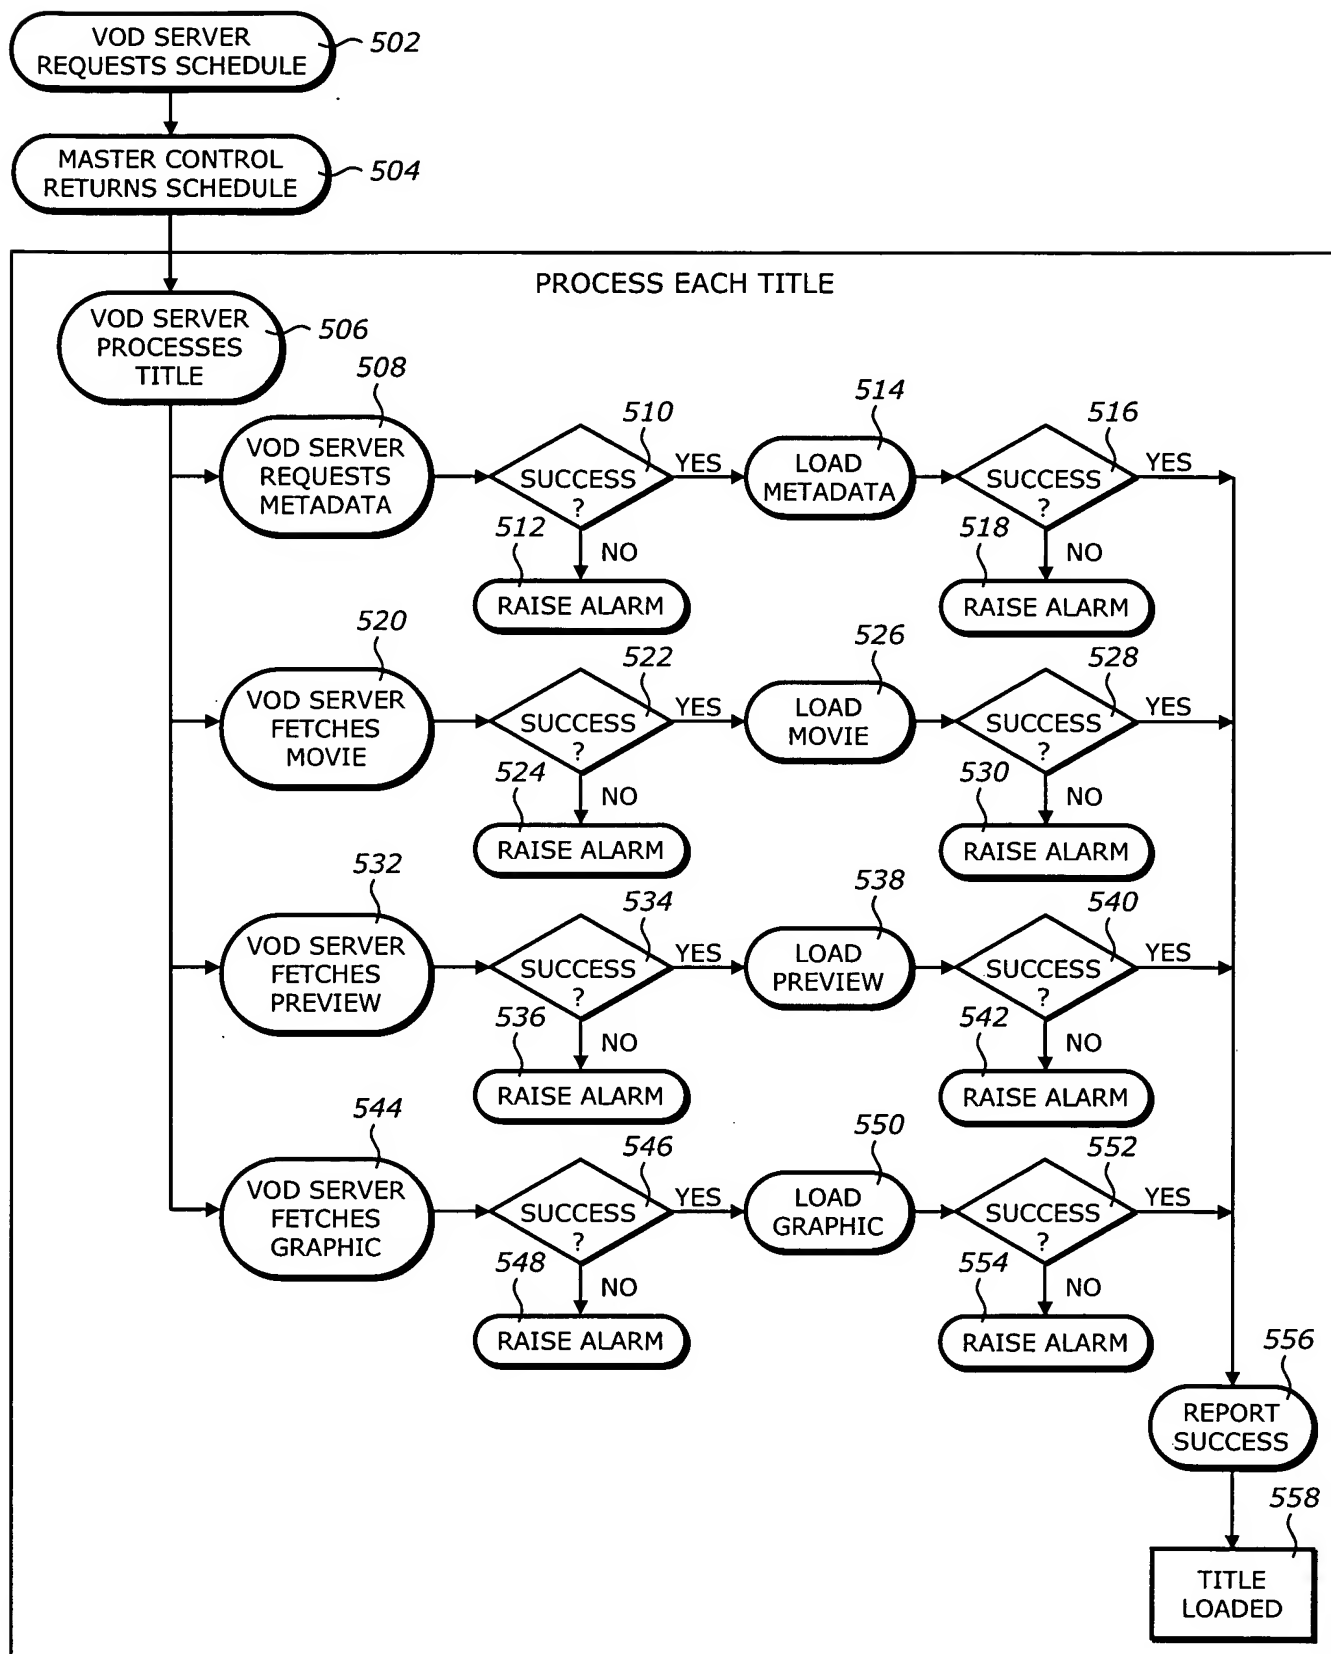 VOD SERVER
REQUESTS SCHEDULE
502
MASTER CONTROL
RETURNS SCHEDULE
504
PROCESS EACH TITLE
VOD SERVER
PROCESSES
TITLE
506
508
VOD SERVER
REQUESTS
METADATA
510
SUCCESS
?
YES
NO
512
RAISE ALARM
514
LOAD
METADATA
516
SUCCESS
?
YES
NO
518
RAISE ALARM
520
VOD SERVER
FETCHES
MOVIE
522
SUCCESS
?
YES
NO
524
RAISE ALARM
526
LOAD
MOVIE
528
SUCCESS
?
YES
NO
530
RAISE ALARM
532
VOD SERVER
FETCHES
PREVIEW
534
SUCCESS
?
YES
NO
536
RAISE ALARM
538
LOAD
PREVIEW
540
SUCCESS
?
YES
NO
542
RAISE ALARM
544
VOD SERVER
FETCHES
GRAPHIC
546
SUCCESS
?
YES
NO
548
RAISE ALARM
550
LOAD
GRAPHIC
552
SUCCESS
?
YES
NO
554
RAISE ALARM
556
REPORT
SUCCESS
558
TITLE
LOADED